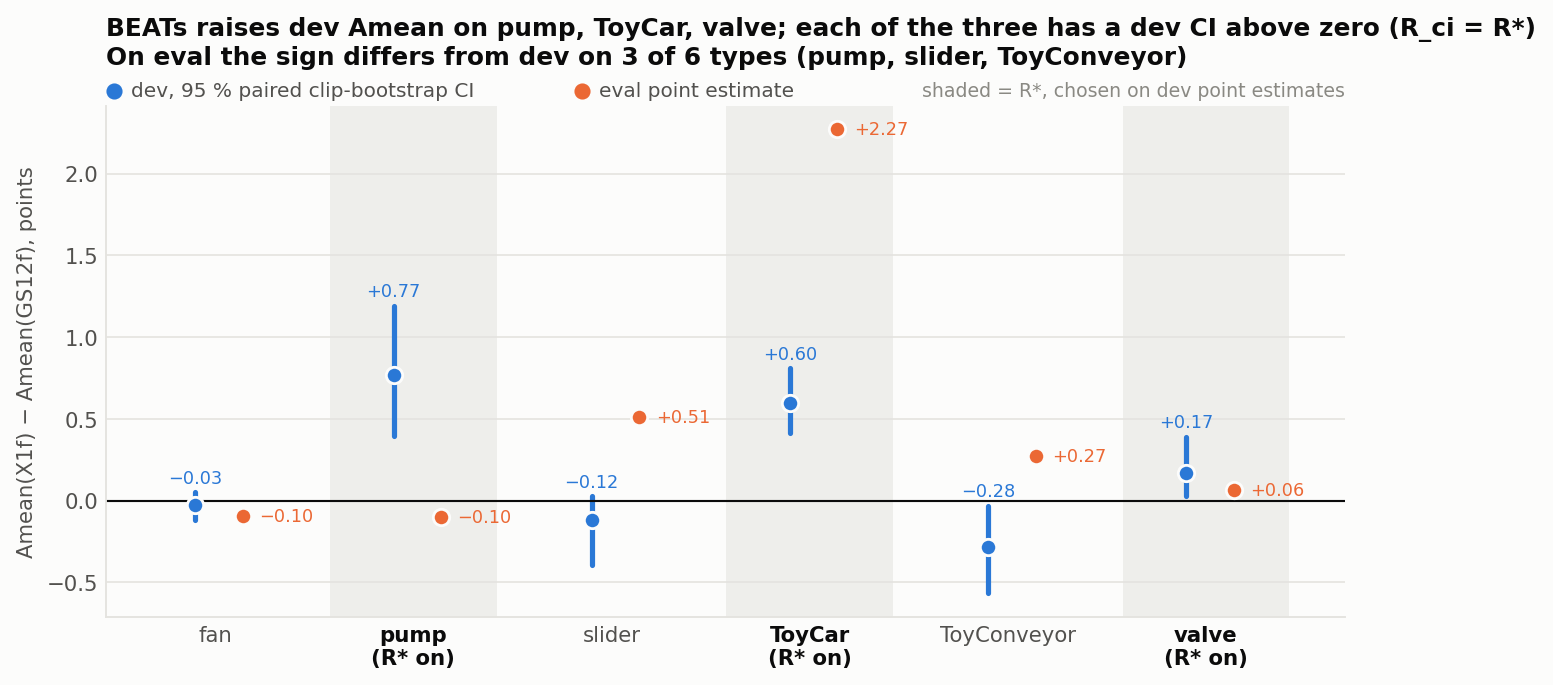 BEATs raises dev Amean on pump, ToyCar, valve; each of the three has a dev CI above zero (R_ci = R*)
On eval the sign differs from dev on 3 of 6 types (pump, slider, ToyConveyor)
dev, 95 % paired clip-bootstrap CI
eval point estimate
shaded = R*, chosen on dev point estimates
Amean(X1f) − Amean(GS12f), points
2.0
1.5
1.0
0.5
0.0
−0.5
−0.03
−0.10
+0.77
−0.10
−0.12
+0.51
+0.60
+2.27
−0.28
+0.27
+0.17
+0.06
fan
pump
(R* on)
slider
ToyCar
(R* on)
ToyConveyor
valve
(R* on)